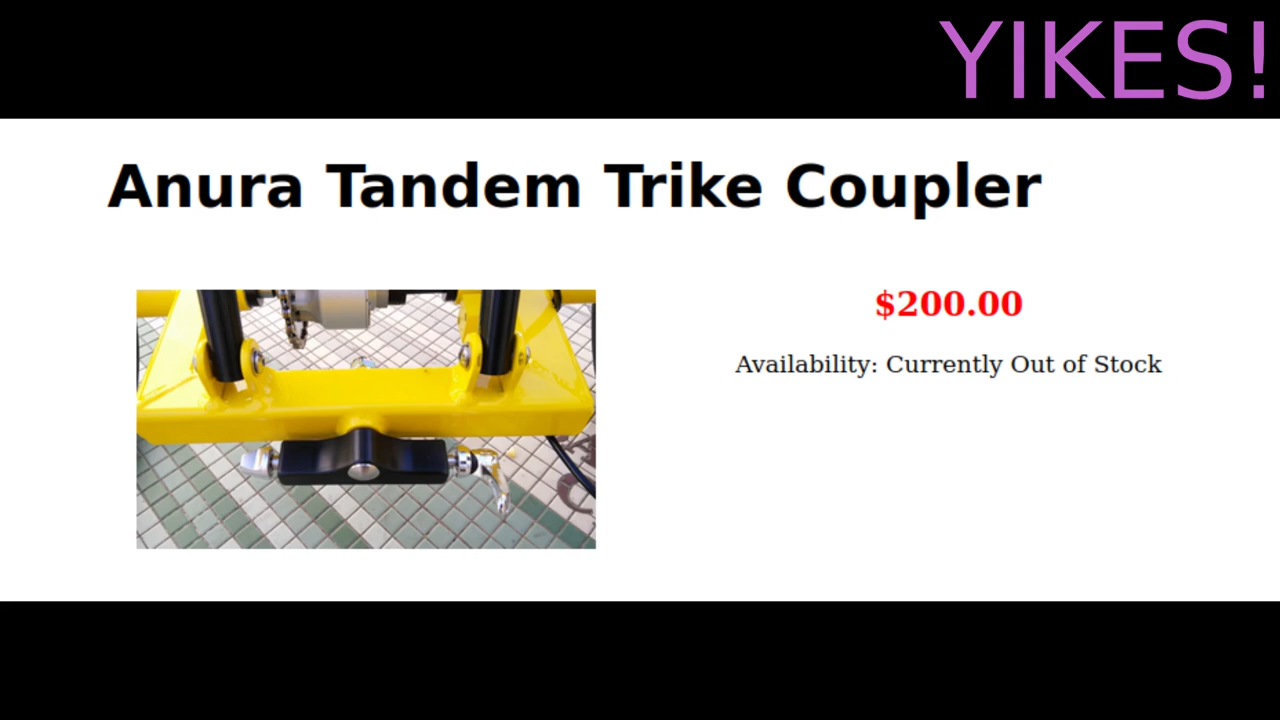 YIKES!
Anura Tandem Trike Coupler
$200.00
Availability: Currently Out of Stock